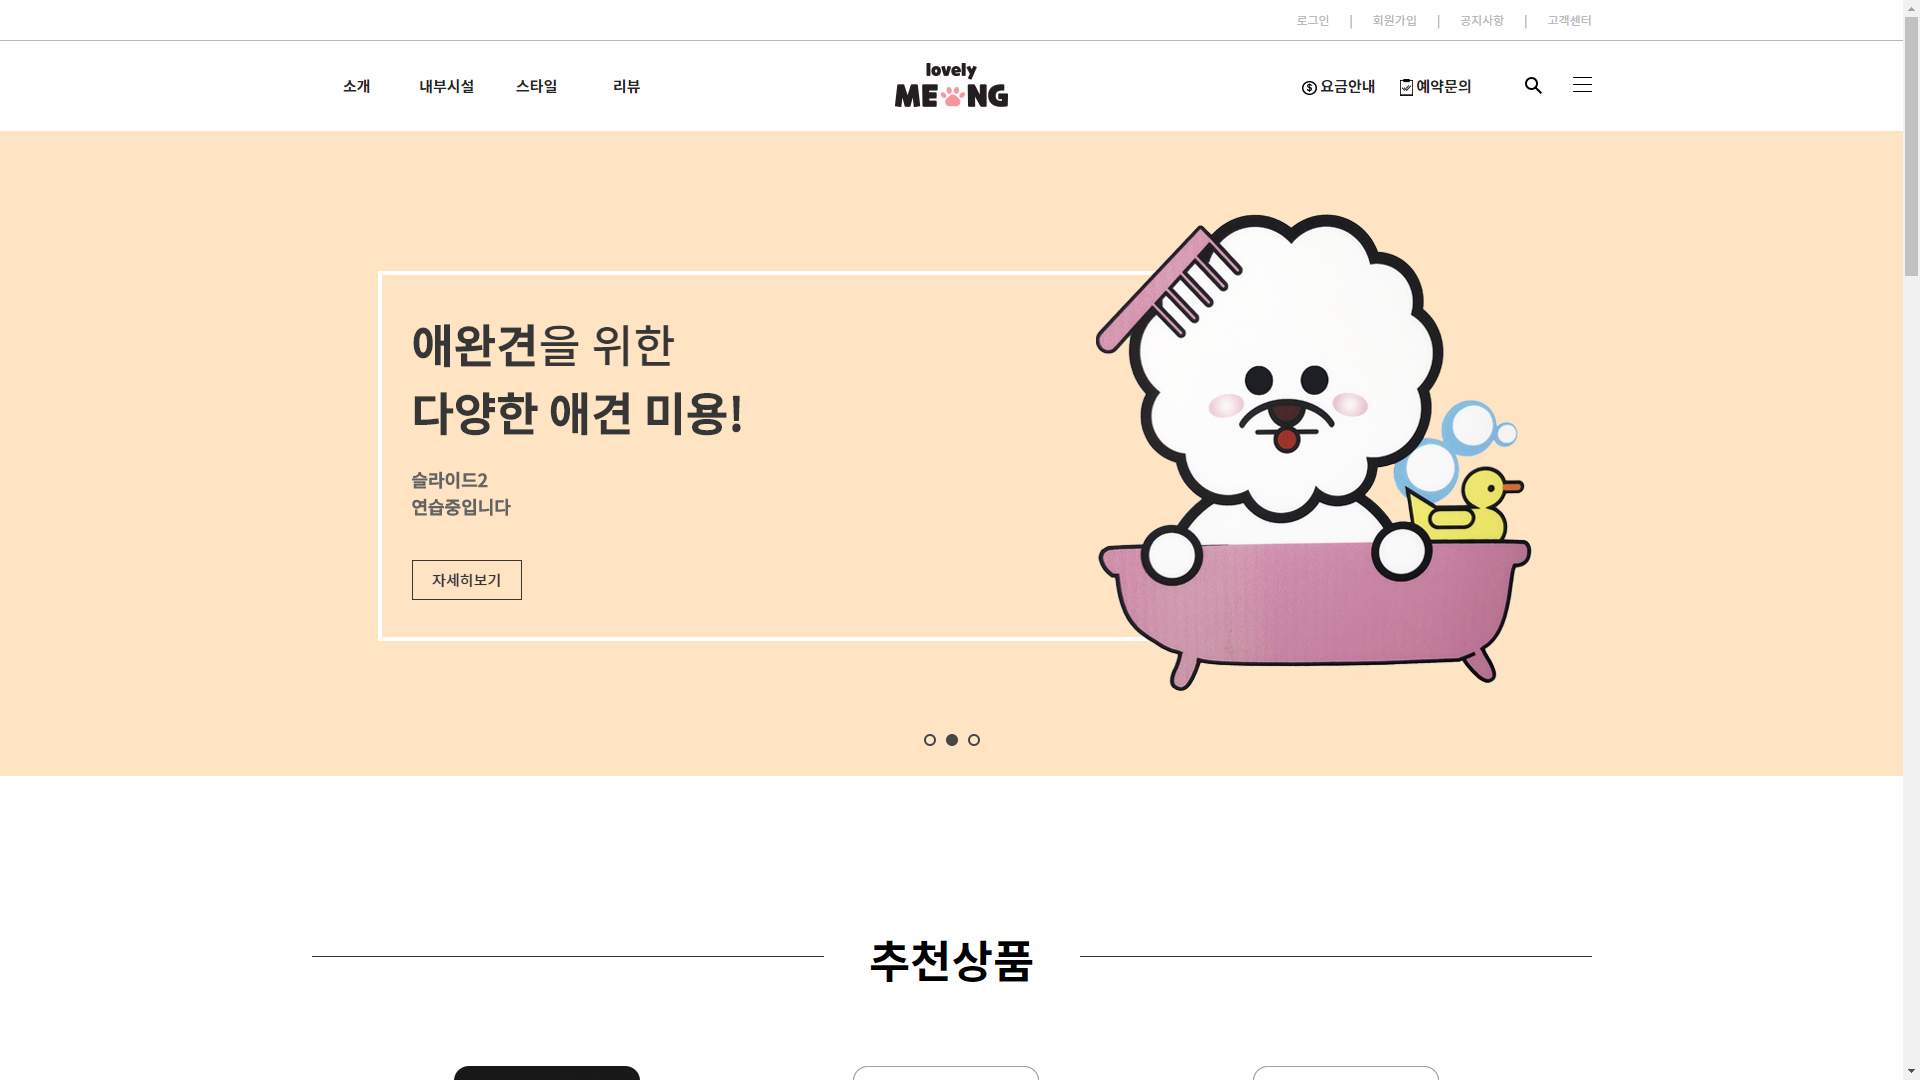 로그인 | 회원가입 | 공지사항 | 고객센터
소개 내부시설 스타일 리뷰
lovely
ME NG
요금안내 예약문의
애완견을 위한
다양한 애견 미용!
슬라이드2
연습중입니다
자세히보기
추천상품